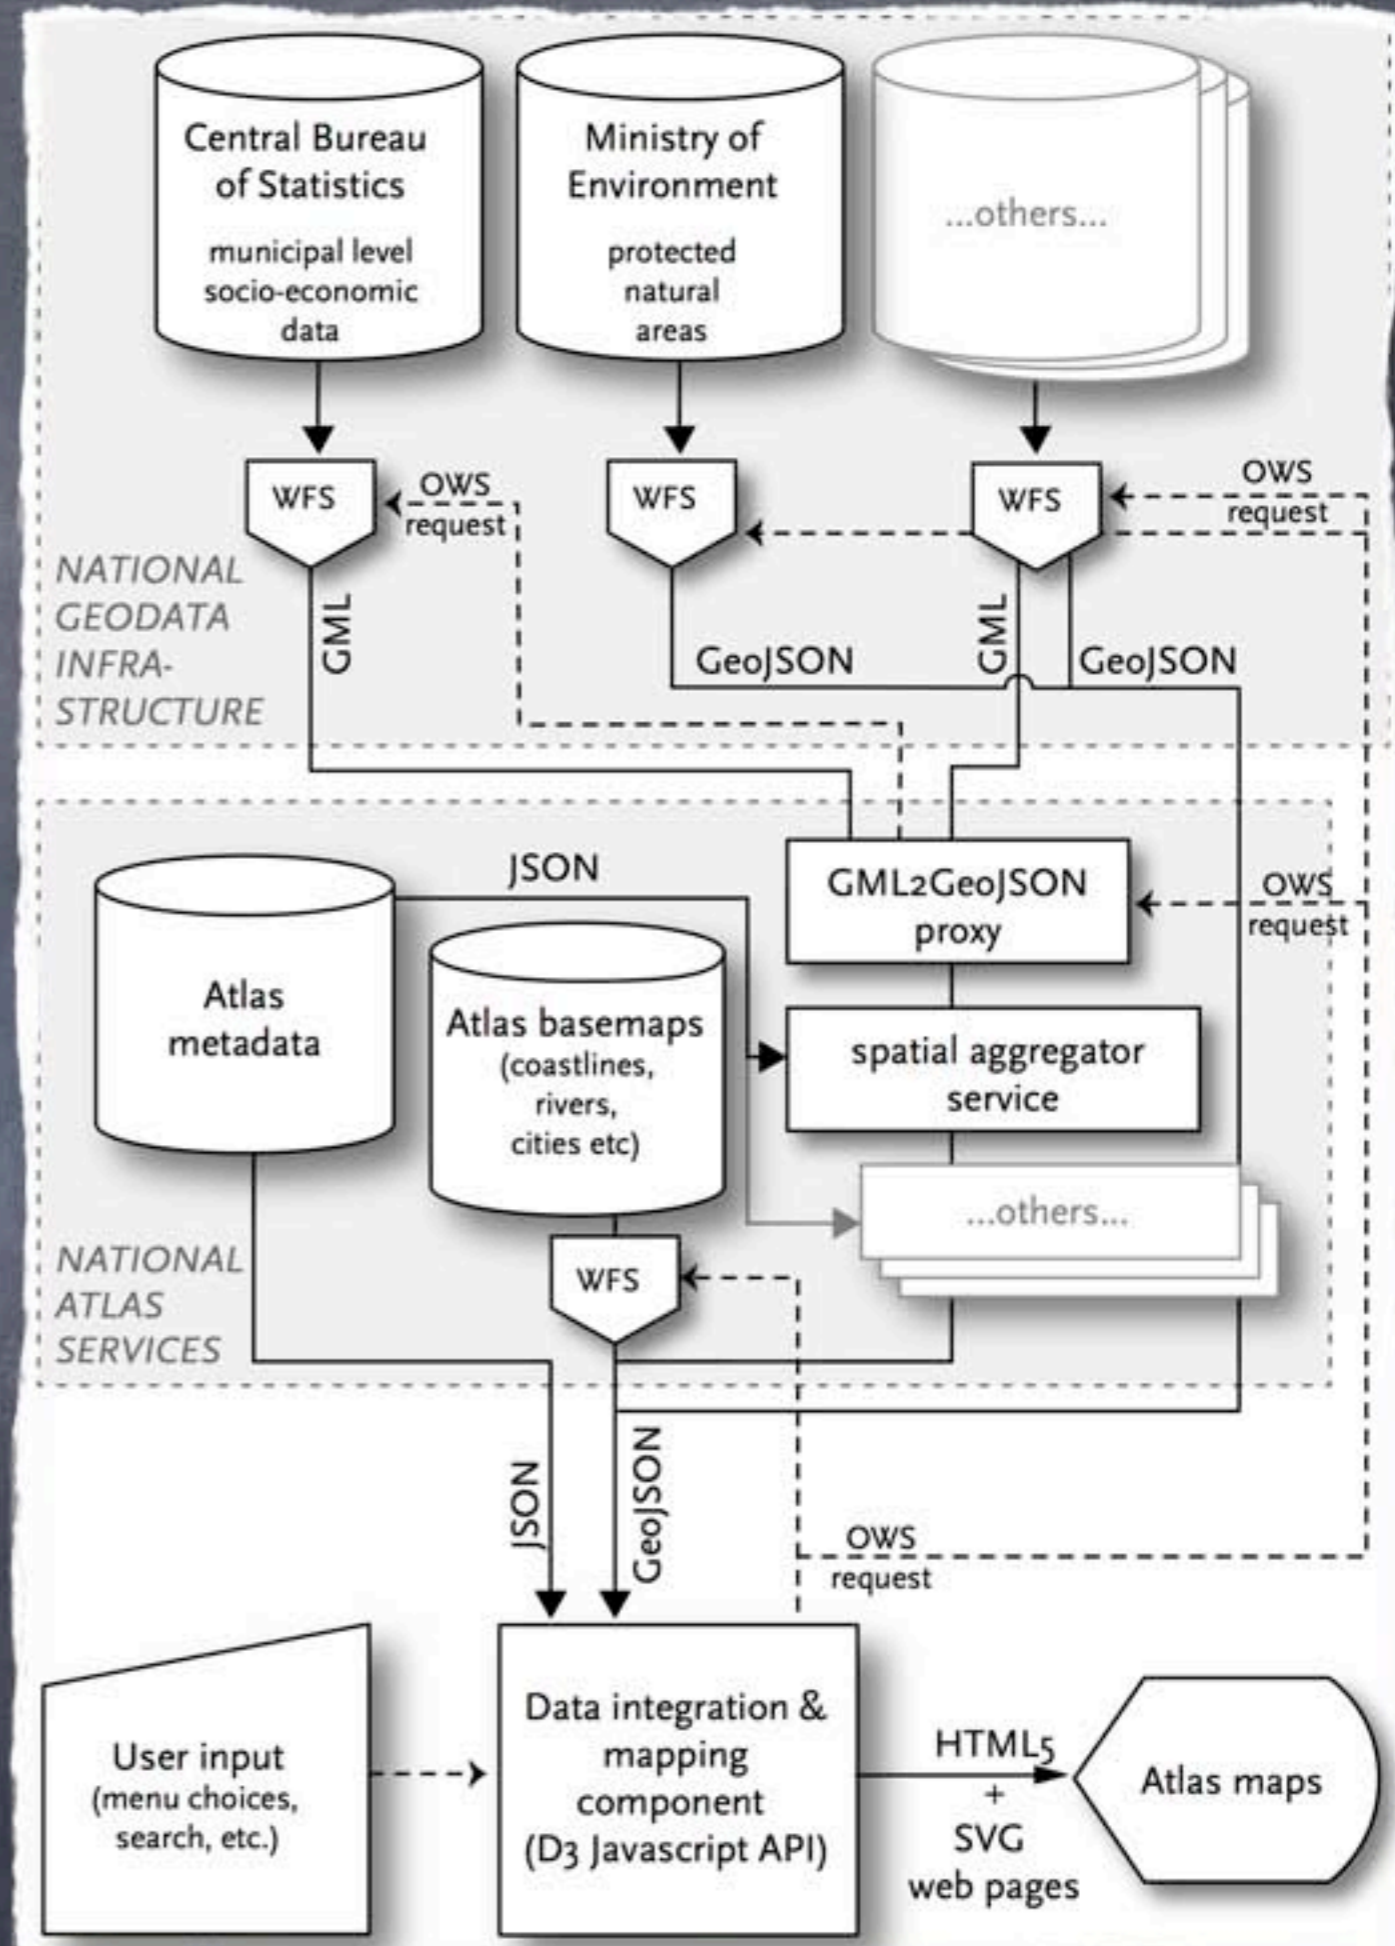 Central Bureau
of Statistics
municipal level
socio-economic
data
Ministry of
Environment
protected
natural
areas
...others...
WFS
OWS
request
WFS
WFS
OWS
request
NATIONAL
GEODATA
INFRA-
STRUCTURE
GML
GeoJSON
GML
GeoJSON
JSON
GML2GeoJSON
proxy
OWS
request
Atlas
metadata
Atlas basemaps
(coastlines,
rivers,
cities etc)
spatial aggregator
service
...others...
WFS
NATIONAL
ATLAS
SERVICES
JSON
GeoJSON
OWS
request
User input
(menu choices,
search, etc.)
Data integration &
mapping
component
(D3 Javascript API)
HTML5
+
SVG
web pages
Atlas maps